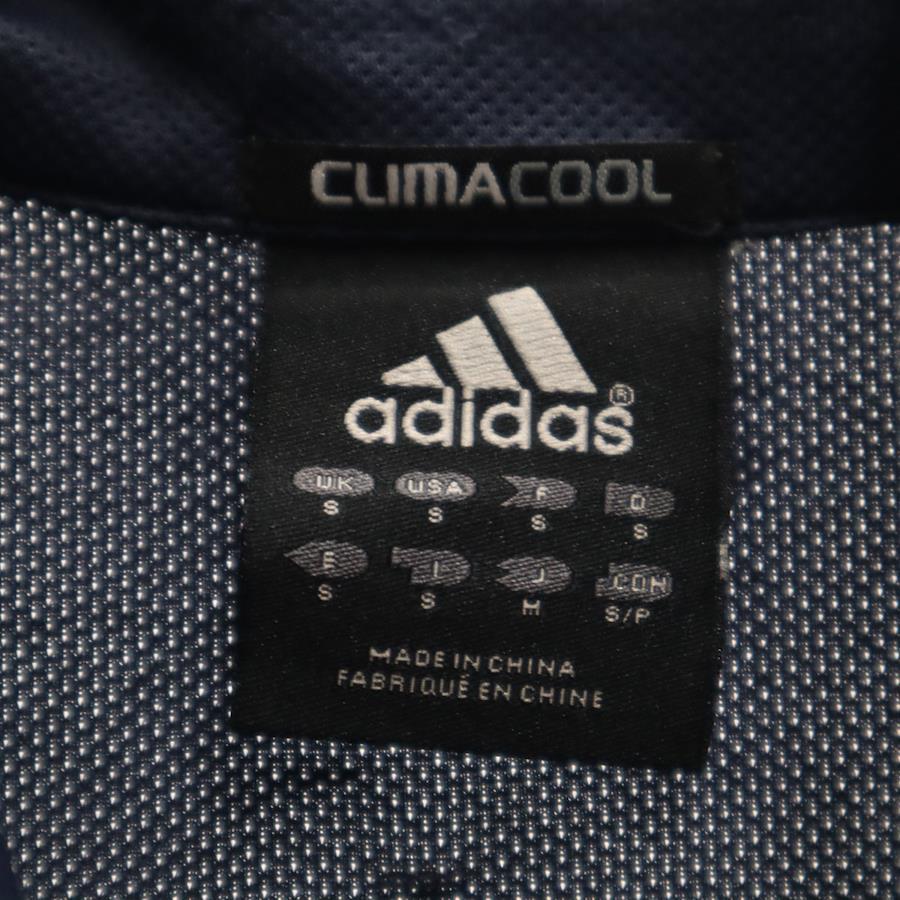 CLIMACOOL
adidas®
UK USA F D
S S S S
E I J CDN
S S M S/P
MADE IN CHINA
FABRIQUÉ EN CHINE